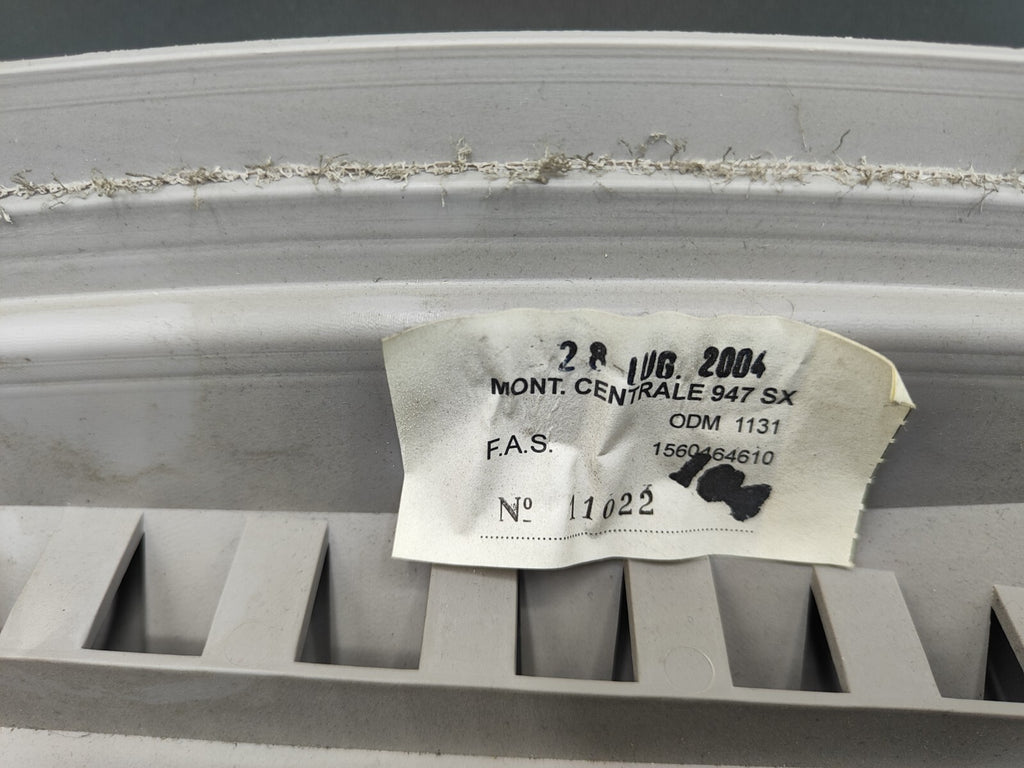 28 LUG. 2004
MONT. CENTRALE 947 SX
ODM 1131
F.A.S.
1560464610
Nº 11022